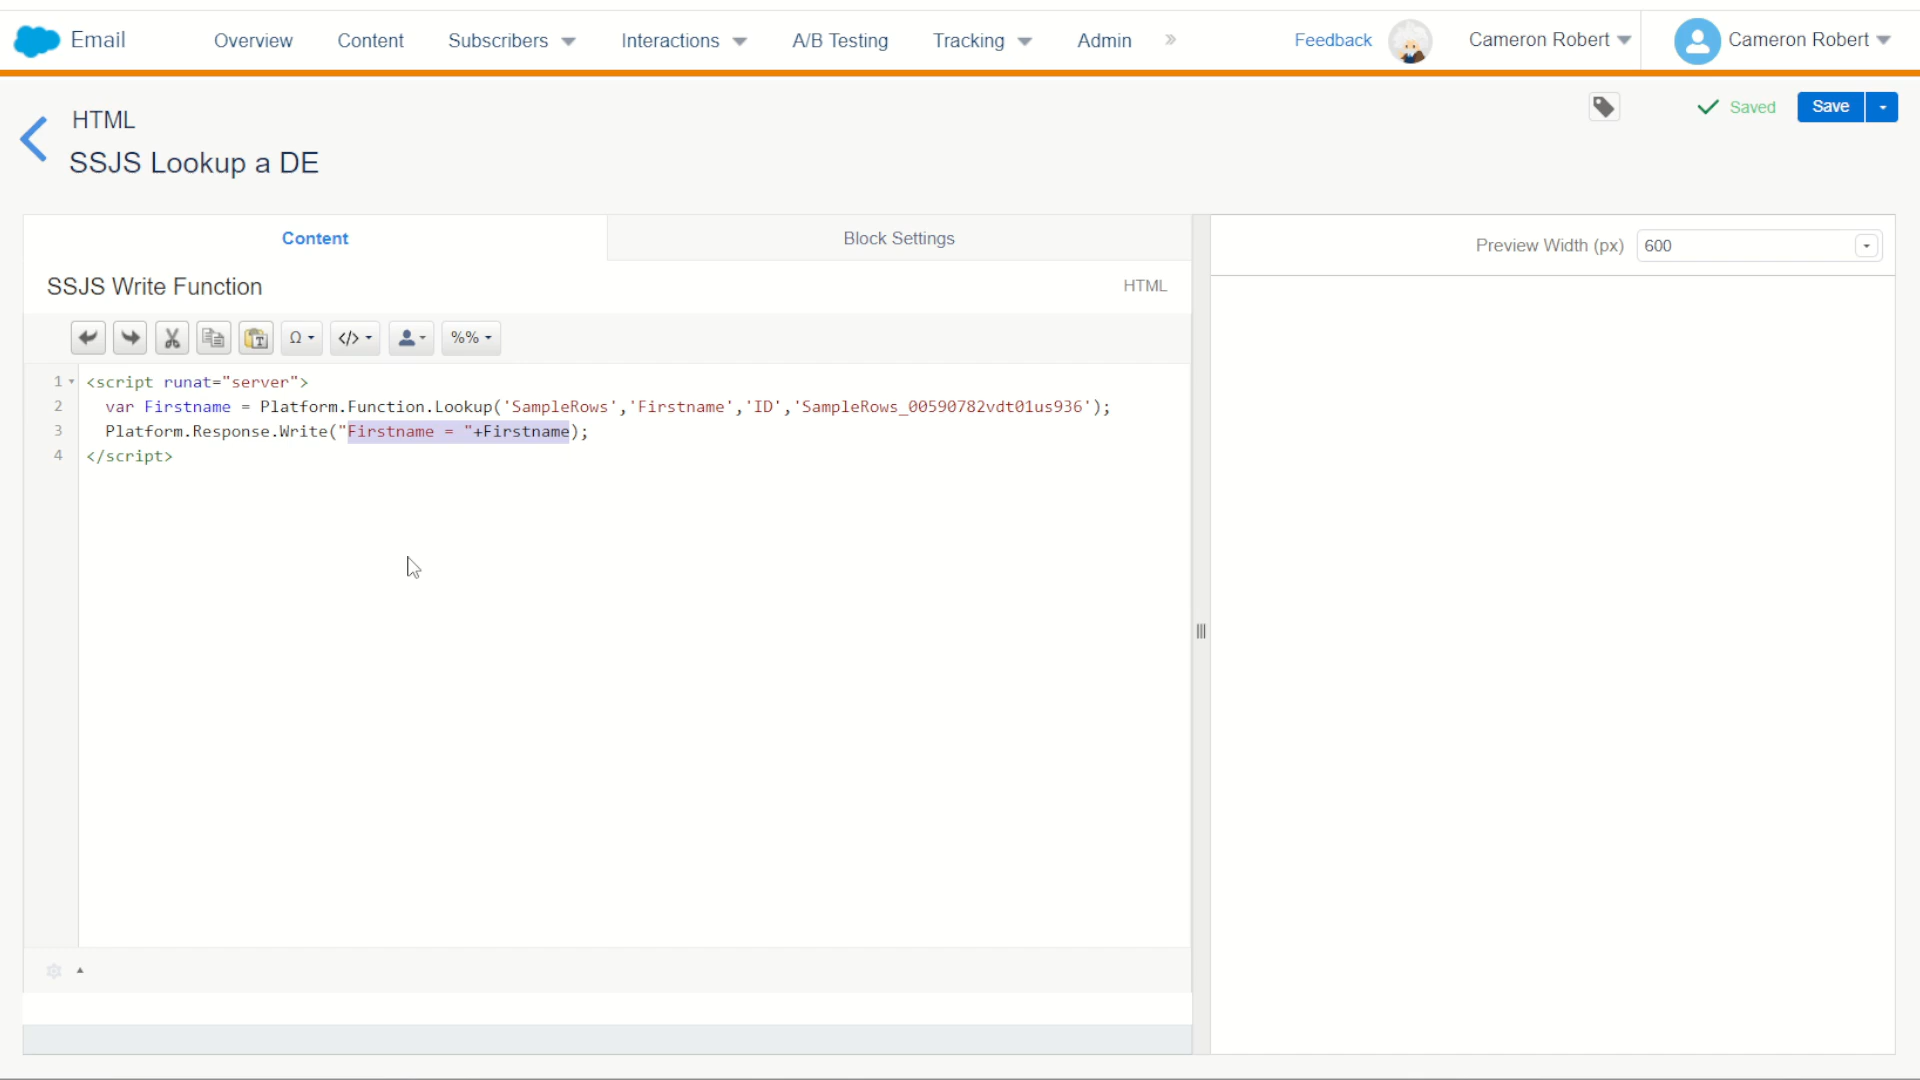 Email
Overview
Content
Subscribers
Interactions
A/B Testing
Tracking
Admin
»
Feedback
Cameron Robert
Cameron Robert
HTML
SSJS Lookup a DE
Saved
Save
Content
Block Settings
Preview Width (px)
600
SSJS Write Function
HTML
Ω
</>
%%
1 <script runat="server">
2 var Firstname = Platform.Function.Lookup('SampleRows','Firstname','ID','SampleRows_00590782vdt01us936');
3 Platform.Response.Write("Firstname = "+Firstname);
4 </script>